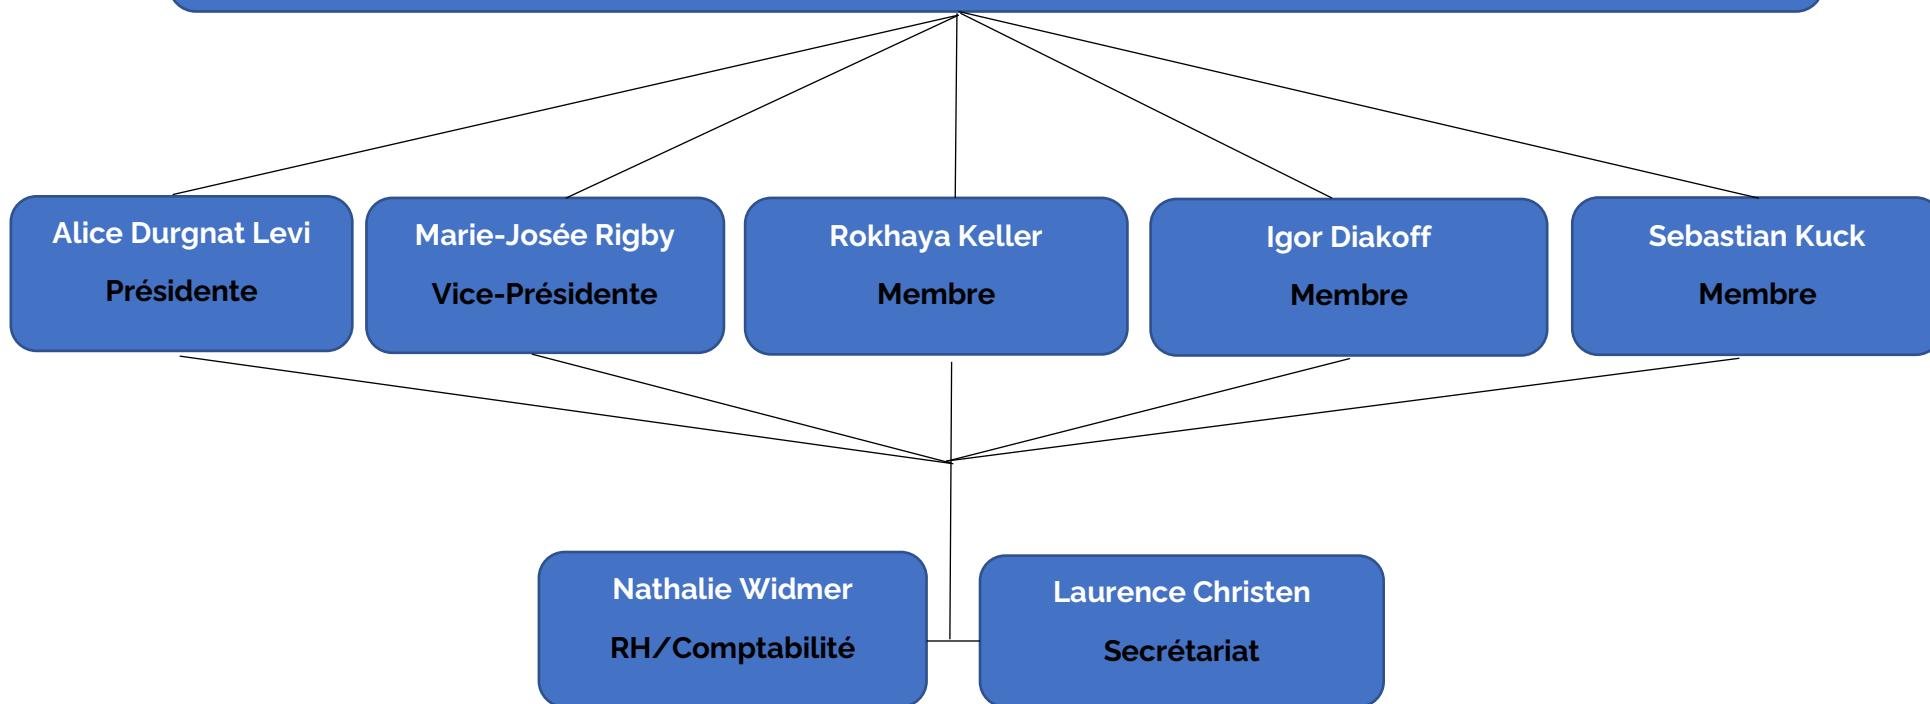 Alice Durgnat Levi
Présidente
Marie-Josée Rigby
Vice-Présidente
Rokhaya Keller
Membre
Igor Diakoff
Membre
Sebastian Kuck
Membre
Nathalie Widmer
RH/Comptabilité
Laurence Christen
Secrétariat